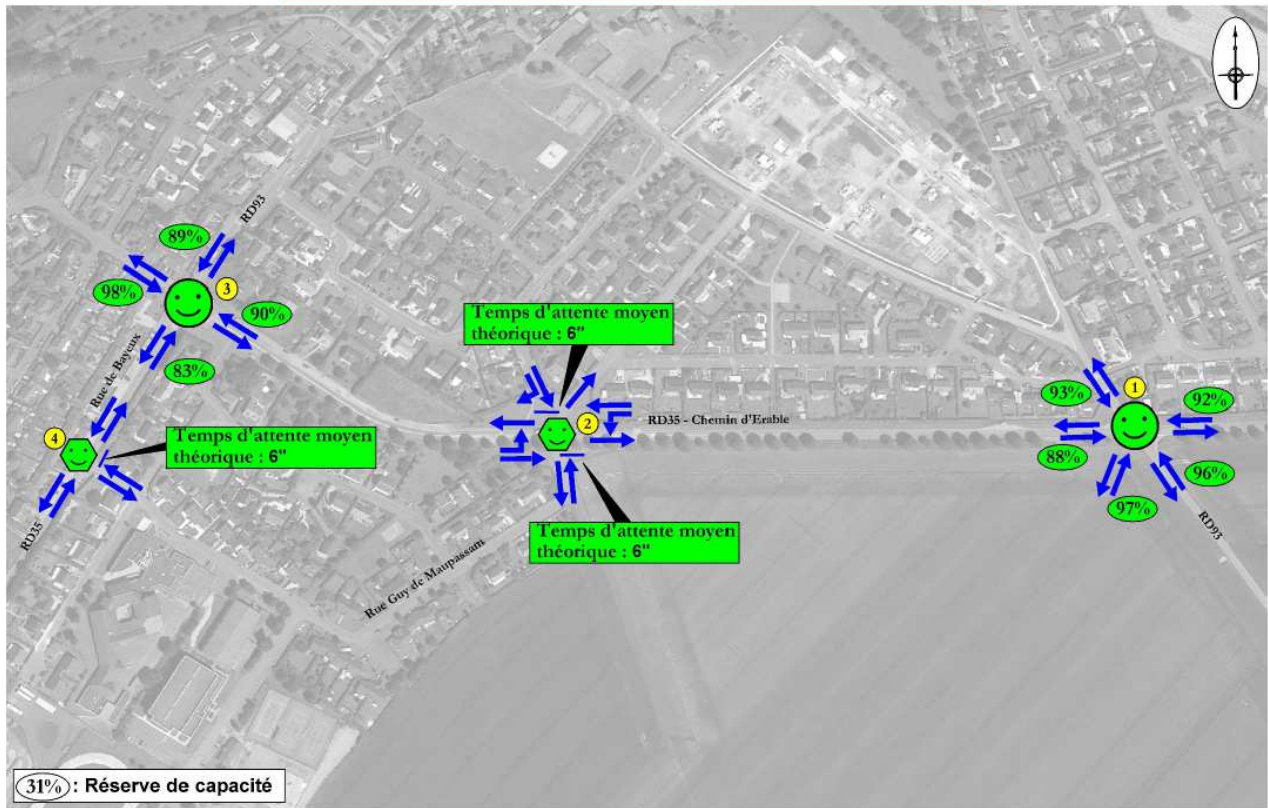 RD93
89%
98%
3
90%
83%
Rue de Bayeux
4
Temps d'attente moyen
théorique : 6"
RD35
Temps d'attente moyen
théorique : 6"
2
RD35 - Chemin d'Erable
Temps d'attente moyen
théorique : 6"
Rue Guy de Maupassant
1
93%
92%
88%
96%
97%
RD93
31% : Réserve de capacité